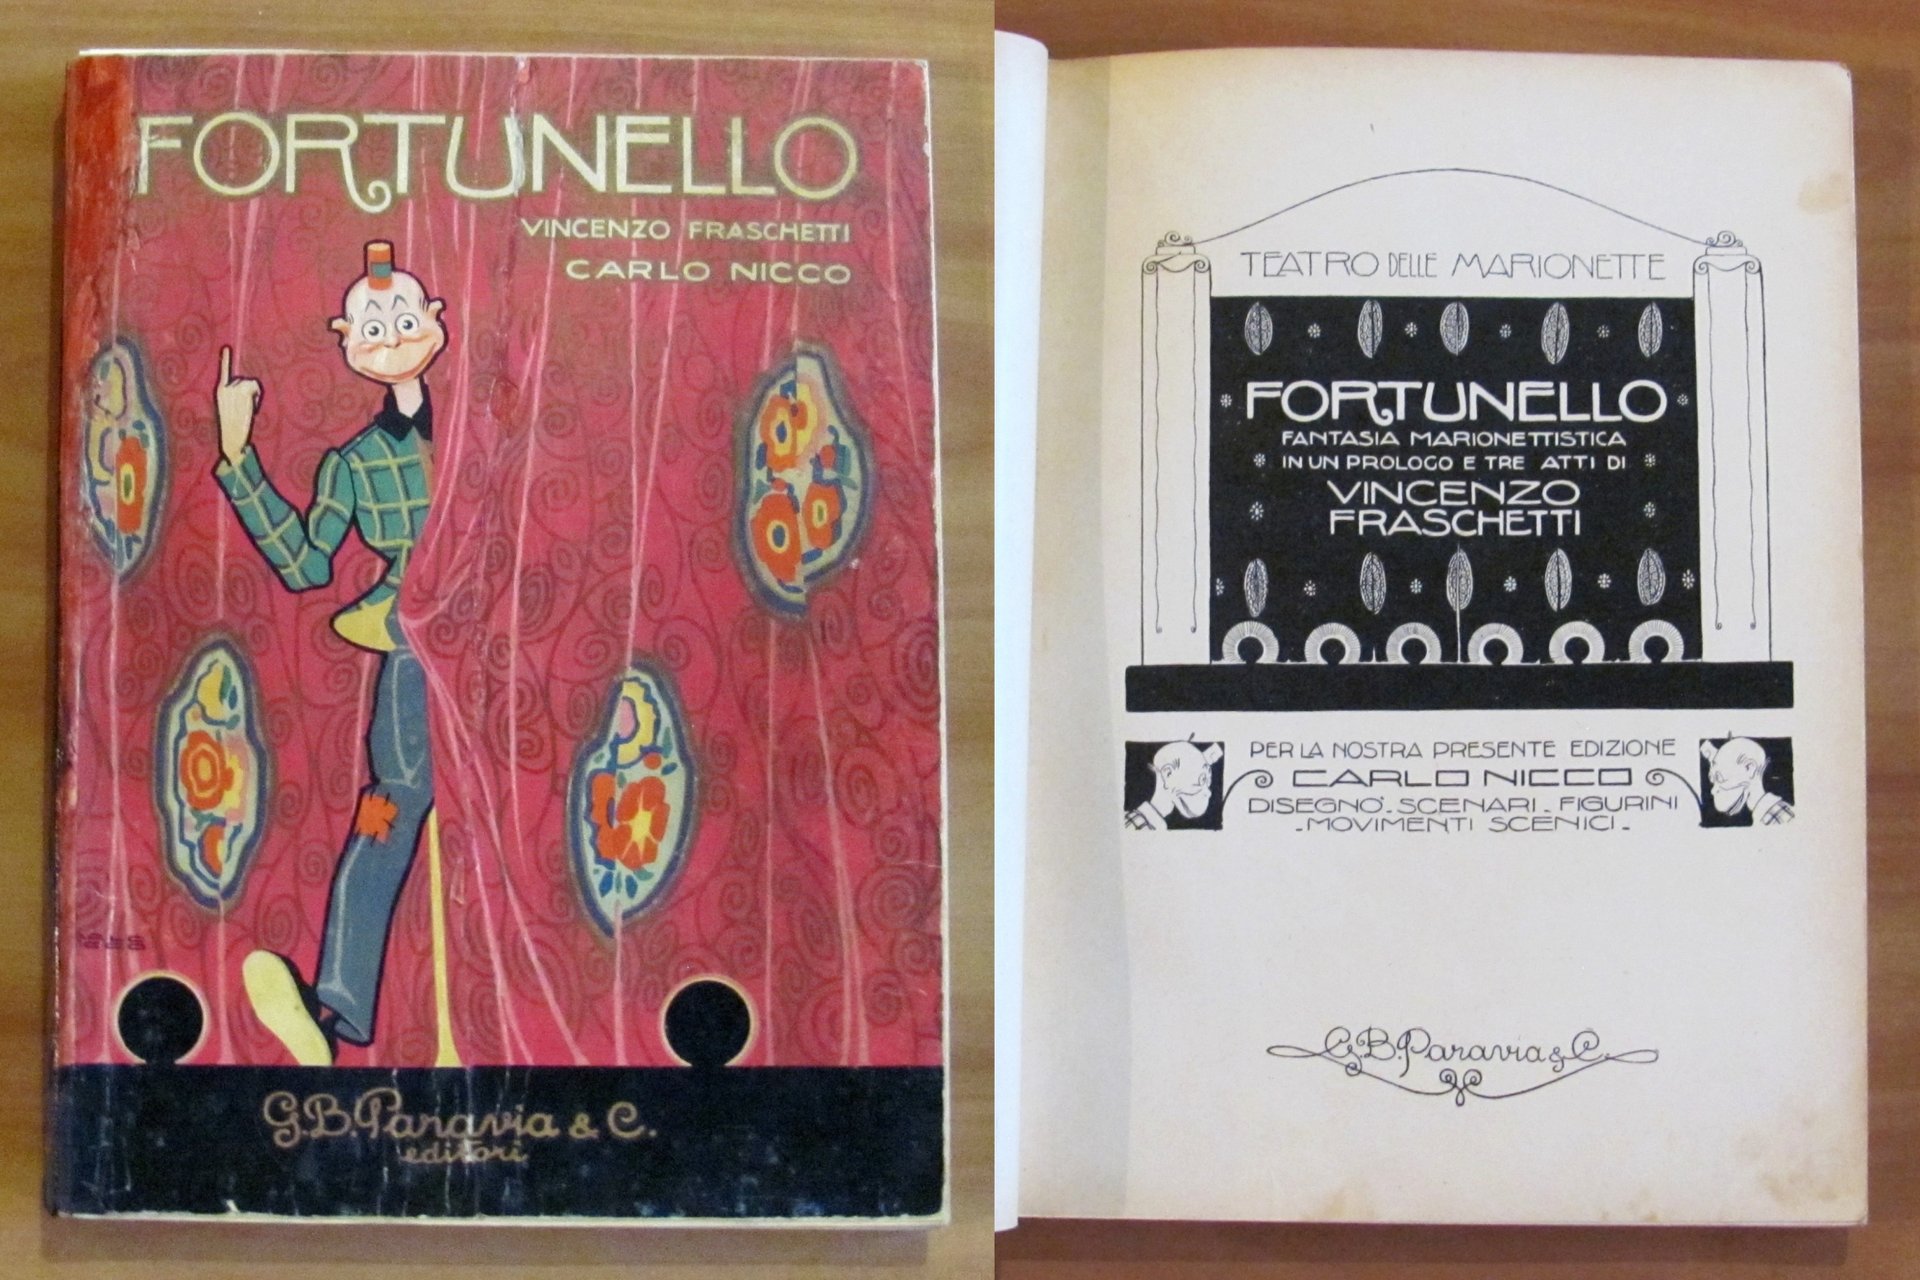 FORTUNELLO
VINCENZO FRASCHETTI
CARLO NICCO
G.B. Paravia & C.
editori
TEATRO DELLE MARIONETTE
FORTUNELLO
FANTASIA MARIONETTISTICA
IN UN PROLOGO E TRE ATTI DI
VINCENZO
FRASCHETTI
PER LA NOSTRA PRESENTE EDIZIONE
CARLO NICCO
DISEGNO'-SCENARI-FIGURINI
-MOVIMENTI SCENICI-
G.B. Paravia & C.